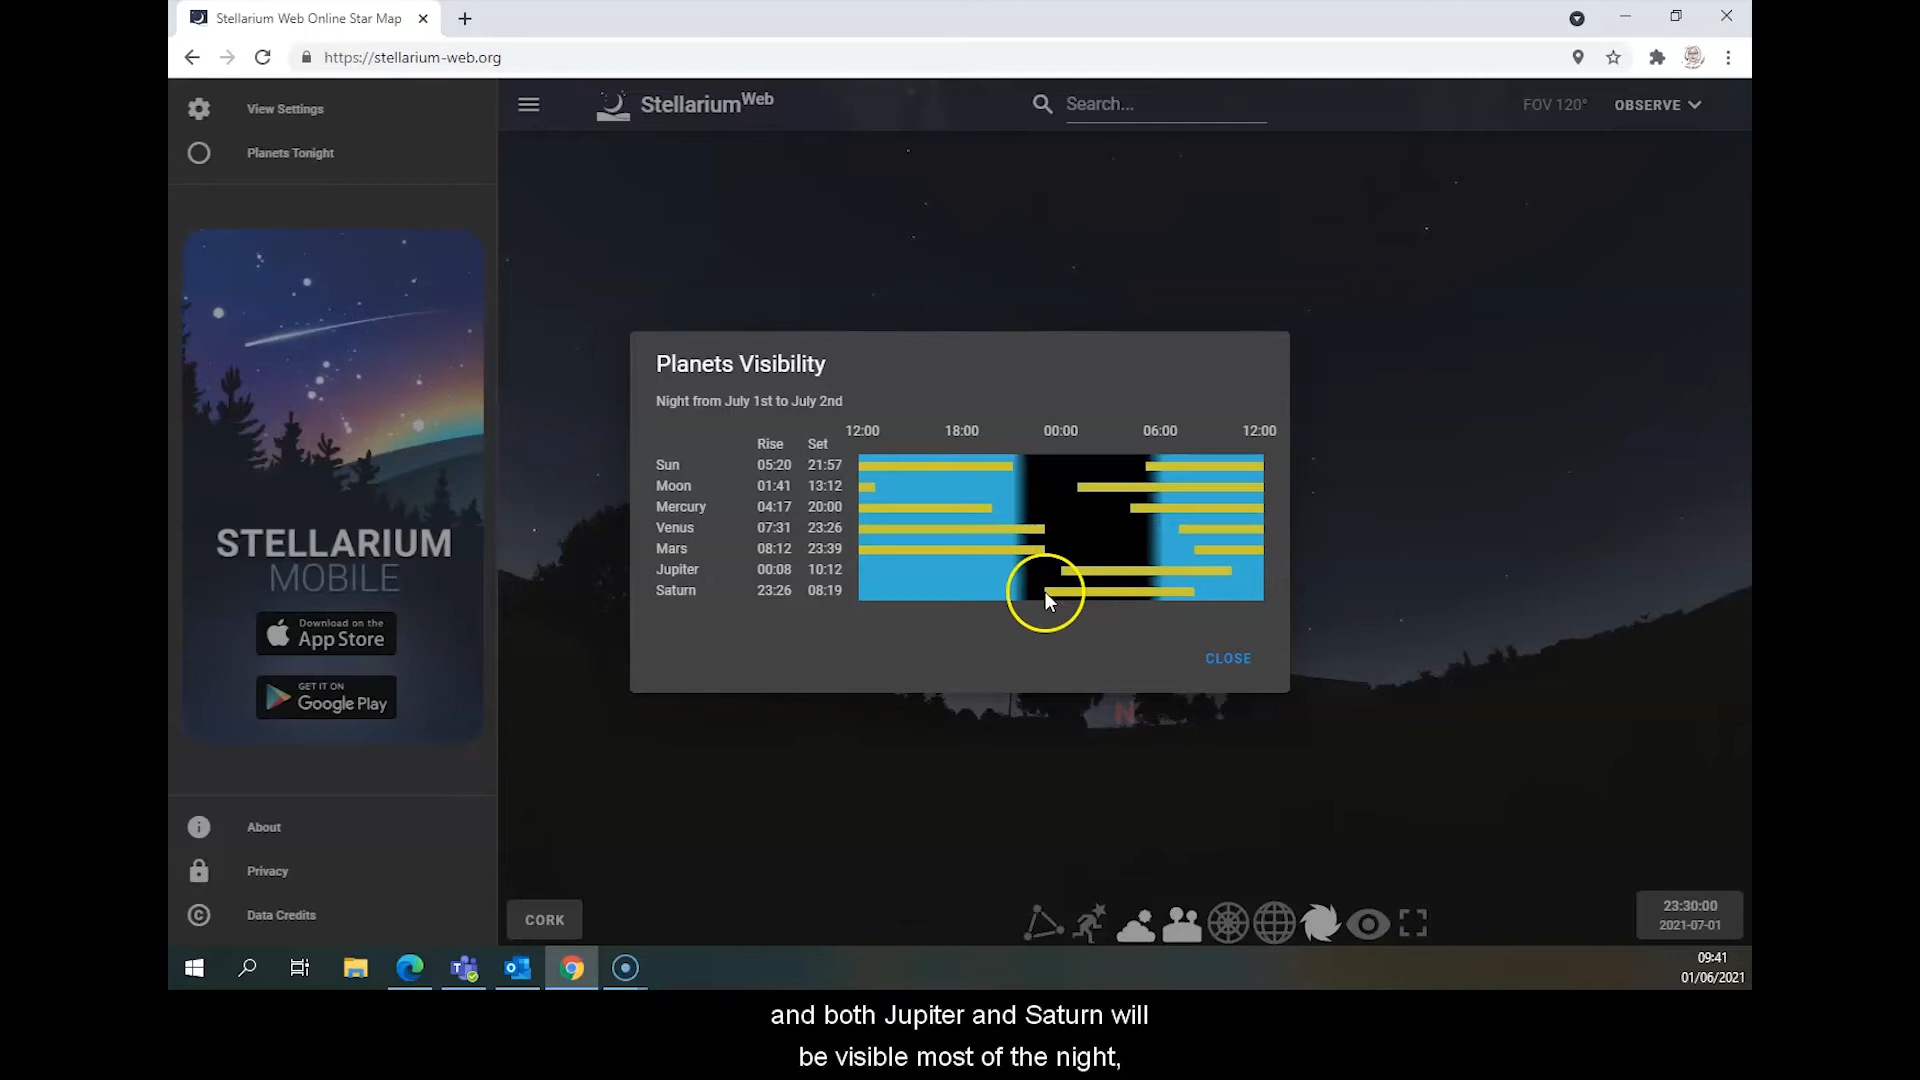 Stellarium Web Online Star Map
https://stellarium-web.org
View Settings
Planets Tonight
StellariumWeb
Search...
FOV 120°
OBSERVE
STELLARIUM
MOBILE
Download on the
App Store
GET IT ON
Google Play
Planets Visibility
Night from July 1st to July 2nd
12:00 18:00 00:00 06:00 12:00
Rise Set
Sun 05:20 21:57
Moon 01:41 13:12
Mercury 04:17 20:00
Venus 07:31 23:26
Mars 08:12 23:39
Jupiter 00:08 10:12
Saturn 23:26 08:19
CLOSE
N
About
Privacy
Data Credits
CORK
23:30:00
2021-07-01
09:41
01/06/2021
and both Jupiter and Saturn will
be visible most of the night,